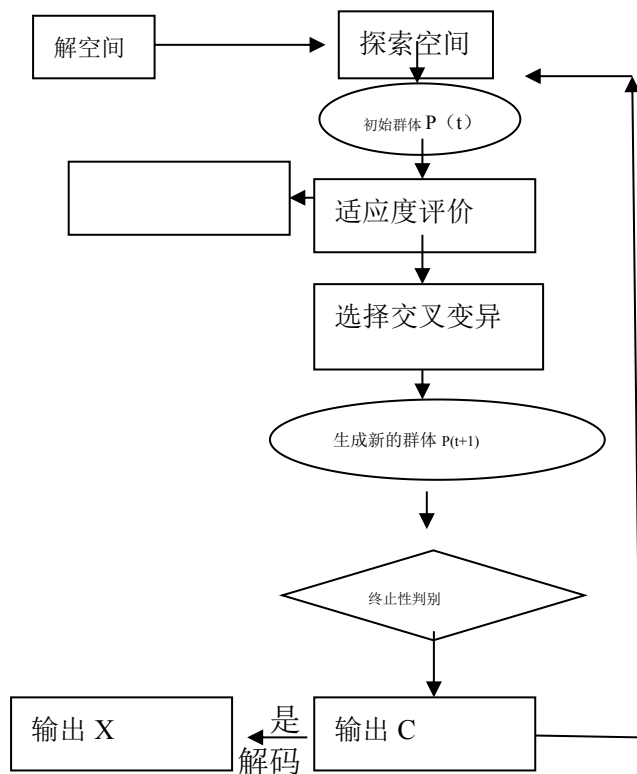 解空间
探索空间
初始群体 P（t）
适应度评价
选择交叉变异
生成新的群体 P(t+1)
终止性判别
输出 X
是
解码
输出 C